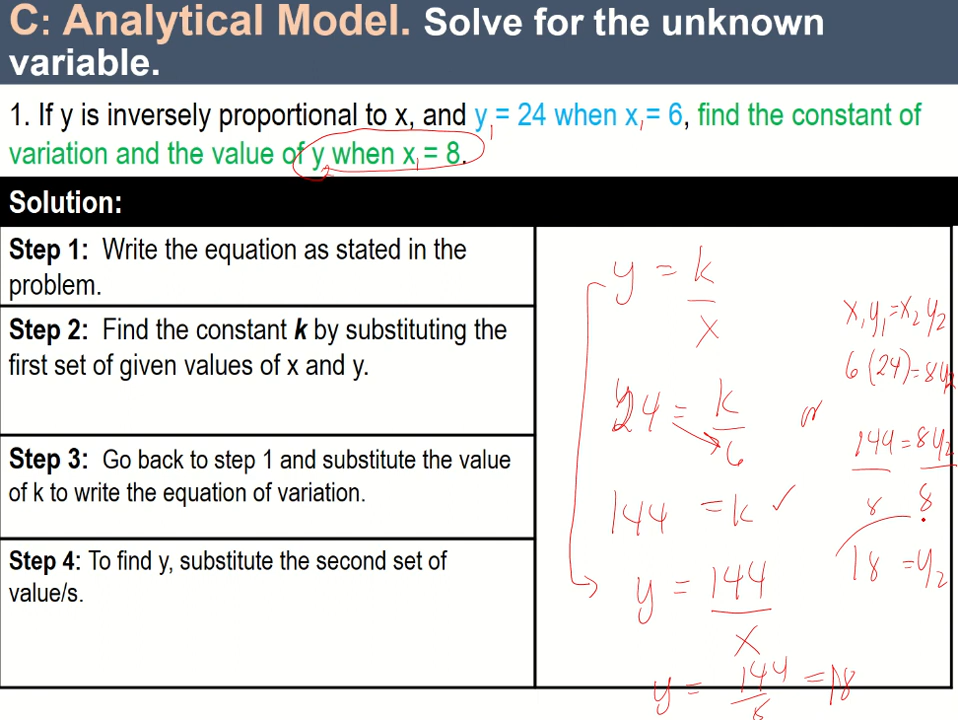 C: Analytical Model. Solve for the unknown
variable.
1. If y is inversely proportional to x, and y₁= 24 when x₁= 6, find the constant of
variation and the value of y₂ when x₁ = 8.
Solution:
Step 1: Write the equation as stated in the
problem.
y = k/x
Step 2: Find the constant k by substituting the
first set of given values of x and y.
24 = k/6
or
144 = k ✓
Step 3: Go back to step 1 and substitute the value
of k to write the equation of variation.
y = 144/x
Step 4: To find y, substitute the second set of
value/s.
y = 144/8 = 18
x₁y₁ = x₂y₂
6(24) = 8y₂
144/8 = 8y₂/8
18 = y₂